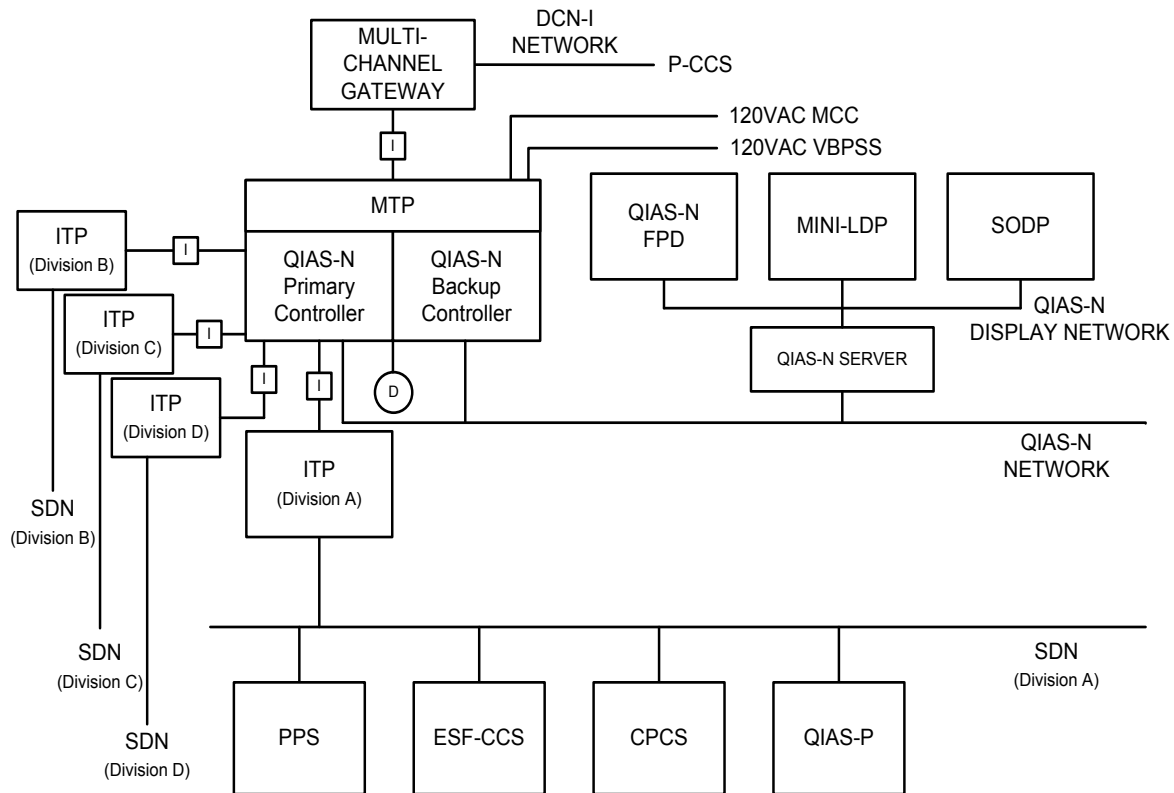 MULTI-
CHANNEL
GATEWAY
DCN-I
NETWORK
P-CCS
I
120VAC MCC
120VAC VBPSS
MTP
QIAS-N
Primary
Controller
QIAS-N
Backup
Controller
QIAS-N
FPD
MINI-LDP
SODP
QIAS-N
DISPLAY NETWORK
QIAS-N SERVER
ITP
(Division B)
I
ITP
(Division C)
I
ITP
(Division D)
I
I
D
ITP
(Division A)
QIAS-N
NETWORK
SDN
(Division B)
SDN
(Division C)
SDN
(Division D)
SDN
(Division A)
PPS
ESF-CCS
CPCS
QIAS-P